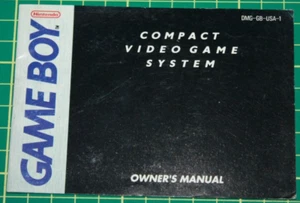 Nintendo
GAME BOY
DMG-GB-USA-1
COMPACT
VIDEO GAME
SYSTEM
OWNER'S MANUAL